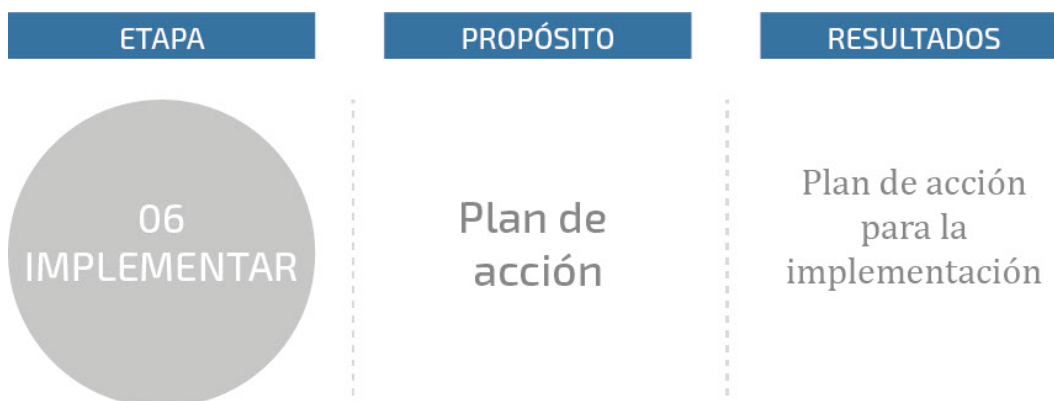 ETAPA
PROPÓSITO
RESULTADOS
06
IMPLEMENTAR
Plan de
acción
Plan de acción
para la
implementación